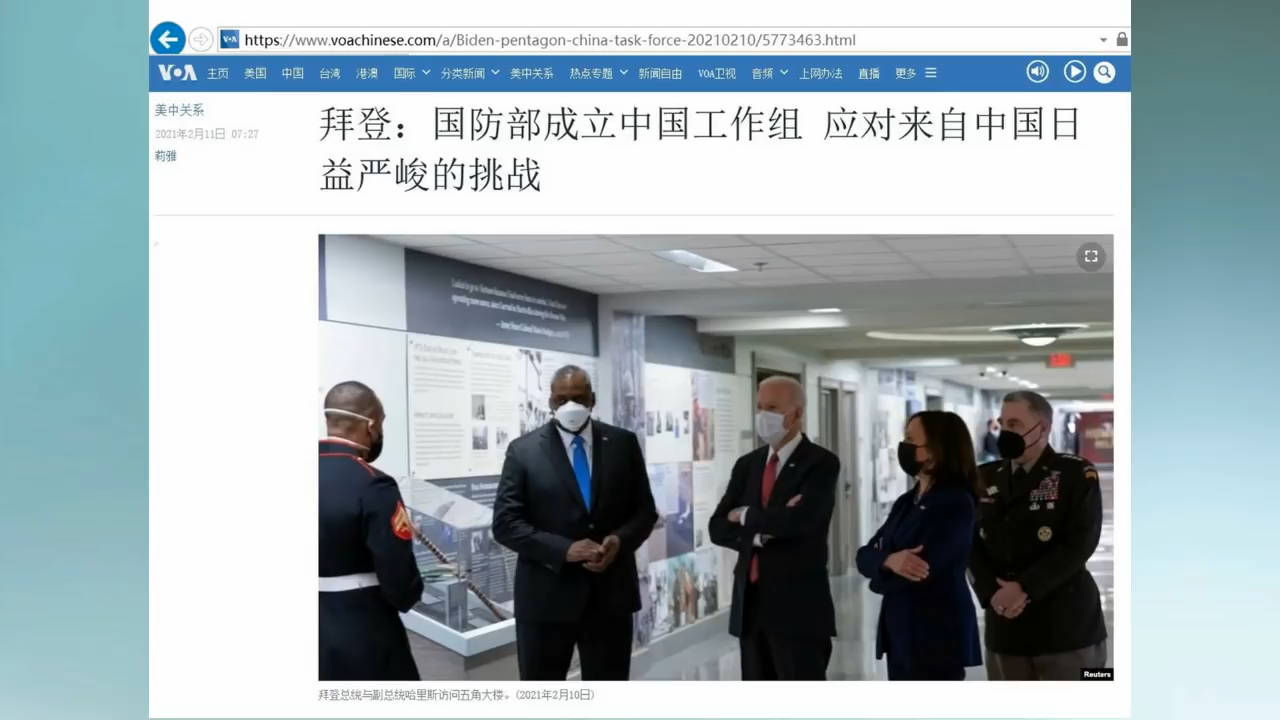 https://www.voachinese.com/a/Biden-pentagon-china-task-force-20210210/5773463.html
VOA 主页 美国 中国 台湾 港澳 国际 分类新闻 美中关系 热点专题 新闻自由 VOA卫视 音频 上网办法 直播 更多
美中关系
2021年2月11日 07:27
莉雅
拜登：国防部成立中国工作组 应对来自中国日
益严峻的挑战
Reuters
拜登总统与副总统哈里斯访问五角大楼。(2021年2月10日)